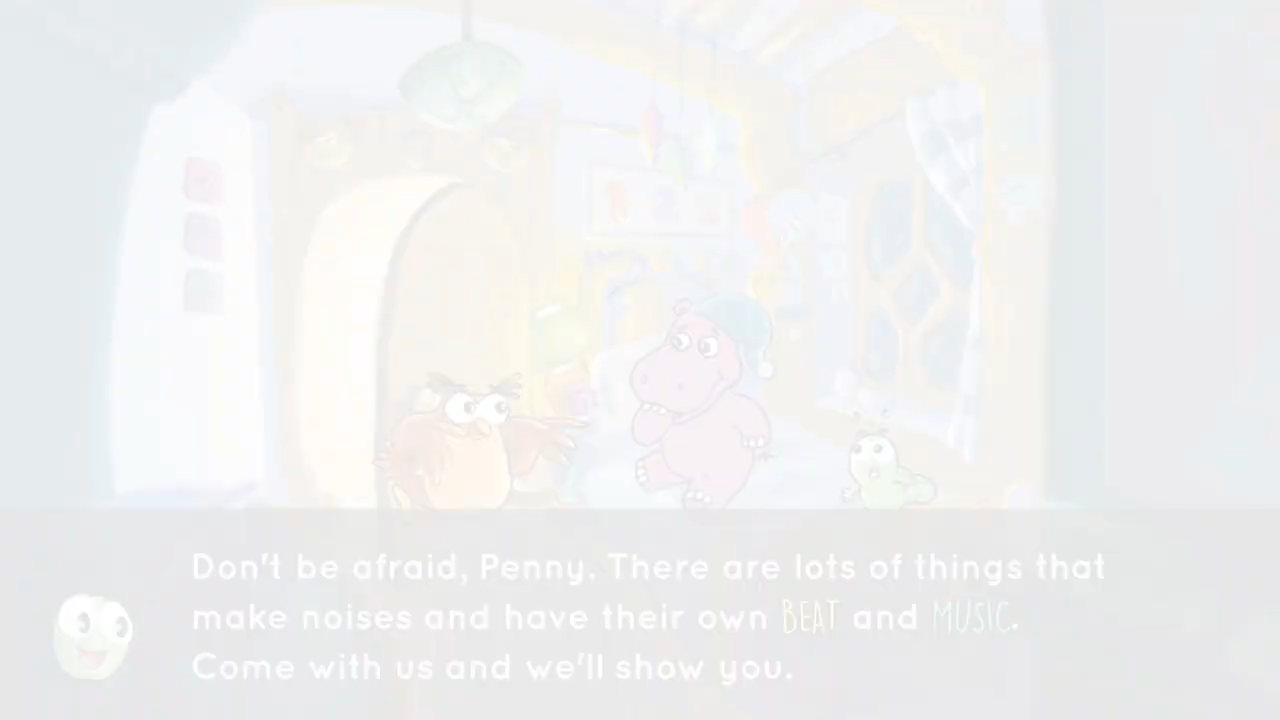 Don't be afraid, Penny. There are lots of things that
make noises and have their own BEAT and MUSIC.
Come with us and we'll show you.